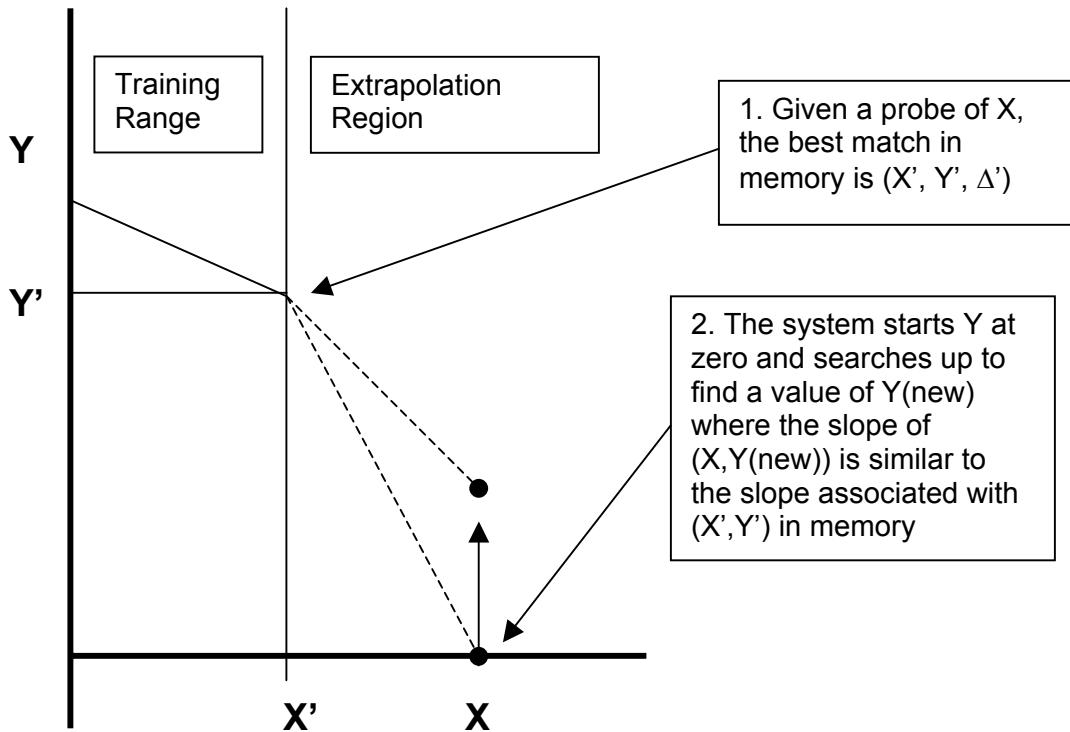 Training
Range
Extrapolation
Region
Y
Y’
1. Given a probe of X,
the best match in
memory is (X’, Y’, Δ’)
2. The system starts Y at
zero and searches up to
find a value of Y(new)
where the slope of
(X,Y(new)) is similar to
the slope associated with
(X’,Y’) in memory
X’
X